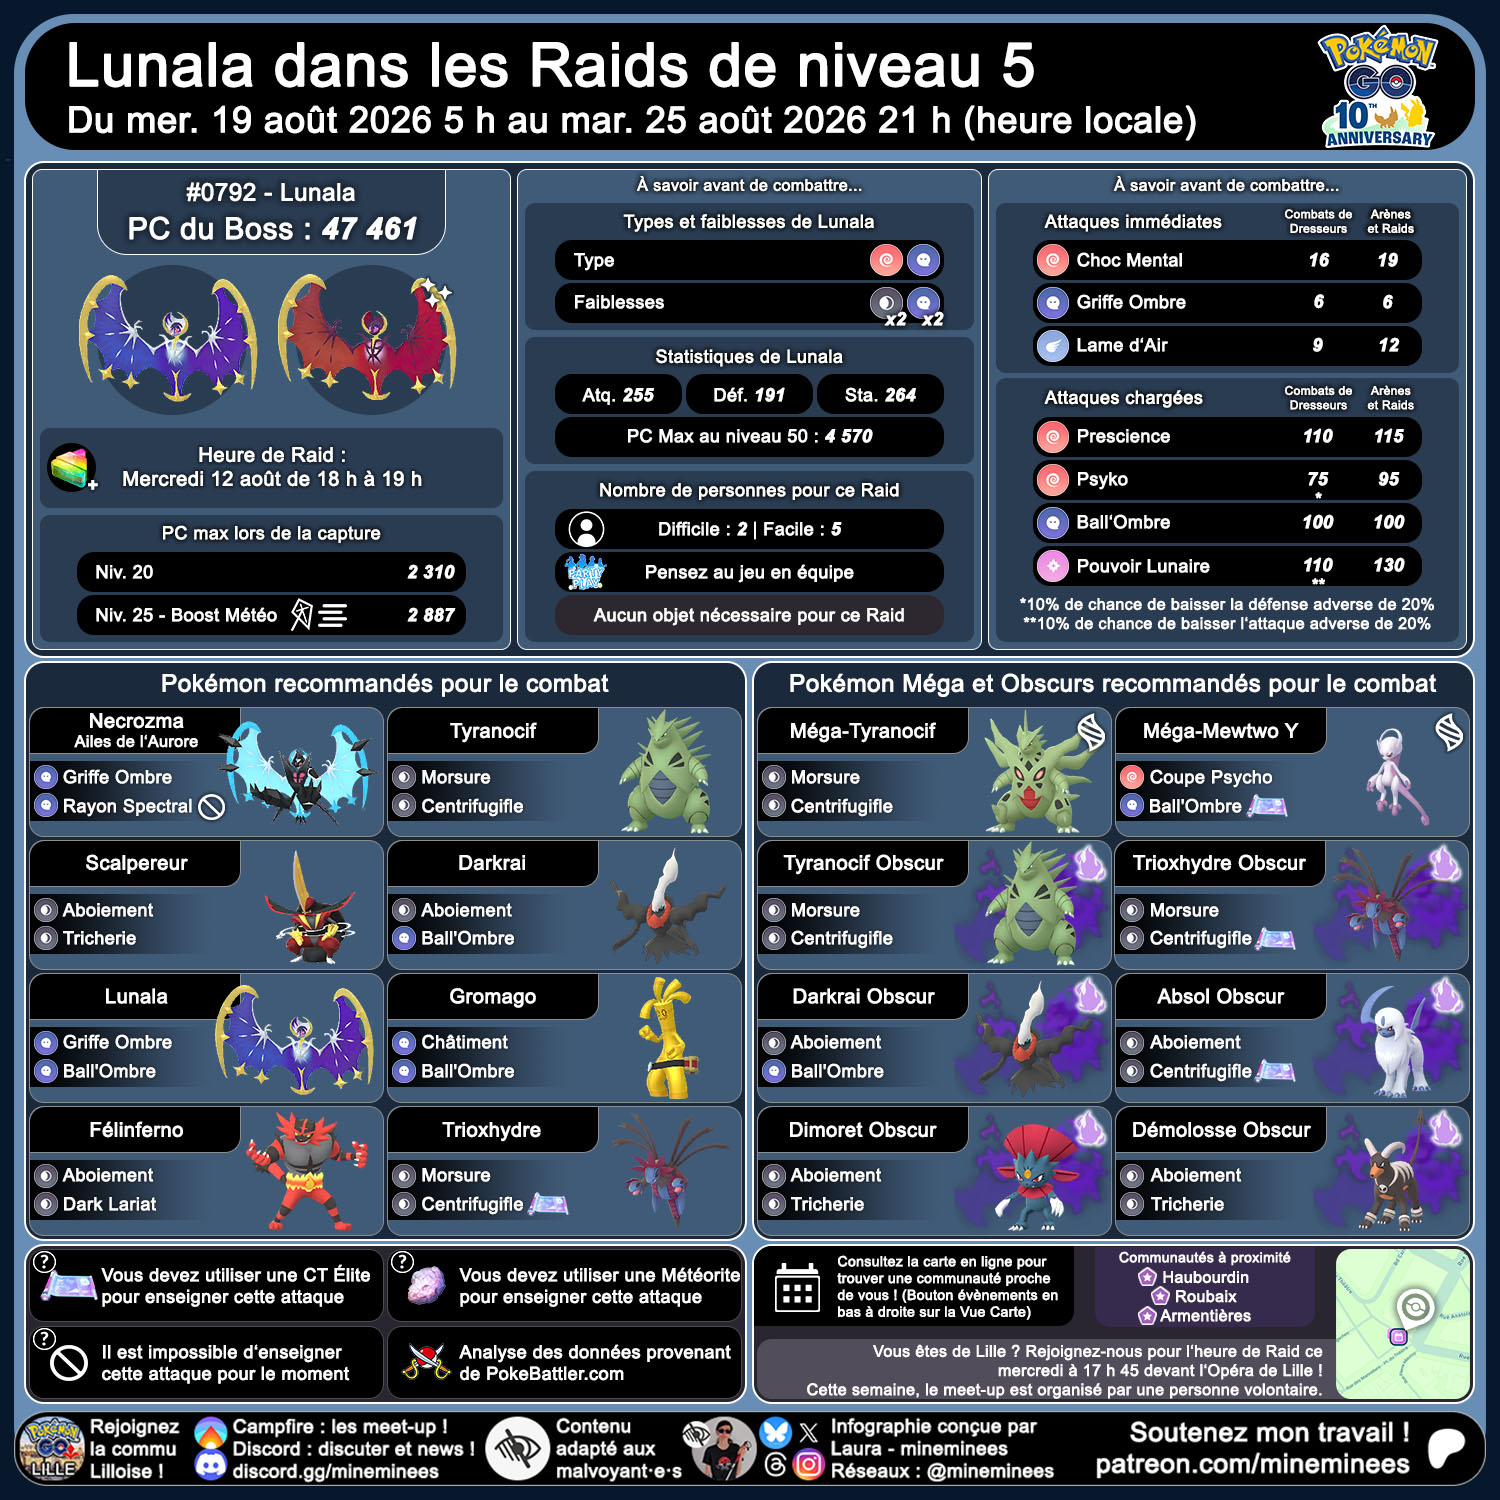 Lunala dans les Raids de niveau 5
Du mer. 19 août 2026 5 h au mar. 25 août 2026 21 h (heure locale)
POKÉMON
GO
10TH
ANNIVERSARY
#0792 - Lunala
PC du Boss : 47 461
Heure de Raid :
Mercredi 12 août de 18 h à 19 h
PC max lors de la capture
Niv. 20 2 310
Niv. 25 - Boost Météo 2 887
À savoir avant de combattre...
Types et faiblesses de Lunala
Type
Faiblesses x2 x2
Statistiques de Lunala
Atq. 255 Déf. 191 Sta. 264
PC Max au niveau 50 : 4 570
Nombre de personnes pour ce Raid
Difficile : 2 | Facile : 5
PARTY PLAY
Pensez au jeu en équipe
Aucun objet nécessaire pour ce Raid
À savoir avant de combattre...
Attaques immédiates Combats de Dresseurs Arènes et Raids
Choc Mental 16 19
Griffe Ombre 6 6
Lame d'Air 9 12
Attaques chargées Combats de Dresseurs Arènes et Raids
Prescience 110 115
Psyko 75 * 95
Ball'Ombre 100 100
Pouvoir Lunaire 110 ** 130
*10% de chance de baisser la défense adverse de 20%
**10% de chance de baisser l'attaque adverse de 20%
Pokémon recommandés pour le combat
Necrozma
Ailes de l'Aurore
Griffe Ombre
Rayon Spectral
Tyranocif
Morsure
Centrifugifle
Scalpereur
Aboiement
Tricherie
Darkrai
Aboiement
Ball'Ombre
Lunala
Griffe Ombre
Ball'Ombre
Gromago
Châtiment
Ball'Ombre
Félinferno
Aboiement
Dark Lariat
Trioxhydre
Morsure
Centrifugifle
Pokémon Méga et Obscurs recommandés pour le combat
Méga-Tyranocif
Morsure
Centrifugifle
Méga-Mewtwo Y
Coupe Psycho
Ball'Ombre
Tyranocif Obscur
Morsure
Centrifugifle
Trioxhydre Obscur
Morsure
Centrifugifle
Darkrai Obscur
Aboiement
Ball'Ombre
Absol Obscur
Aboiement
Centrifugifle
Dimoret Obscur
Aboiement
Tricherie
Démolosse Obscur
Aboiement
Tricherie
?
Vous devez utiliser une CT Élite
pour enseigner cette attaque
?
Vous devez utiliser une Météorite
pour enseigner cette attaque
?
Il est impossible d'enseigner
cette attaque pour le moment
Analyse des données provenant
de PokeBattler.com
Consultez la carte en ligne pour
trouver une communauté proche
de vous ! (Bouton évènements en
bas à droite sur la Vue Carte)
Communautés à proximité
Haubourdin
Roubaix
Armentières
Vous êtes de Lille ? Rejoignez-nous pour l'heure de Raid ce
mercredi à 17 h 45 devant l'Opéra de Lille !
Cette semaine, le meet-up est organisé par une personne volontaire.
POKÉMON
GO
LILLE
Rejoignez
la commu
Lilloise !
Campfire : les meet-up !
Discord : discuter et news !
discord.gg/mineminees
Contenu
adapté aux
malvoyant·e·s
Infographie conçue par
Laura - mineminees
Réseaux : @mineminees
Soutenez mon travail !
patreon.com/mineminees